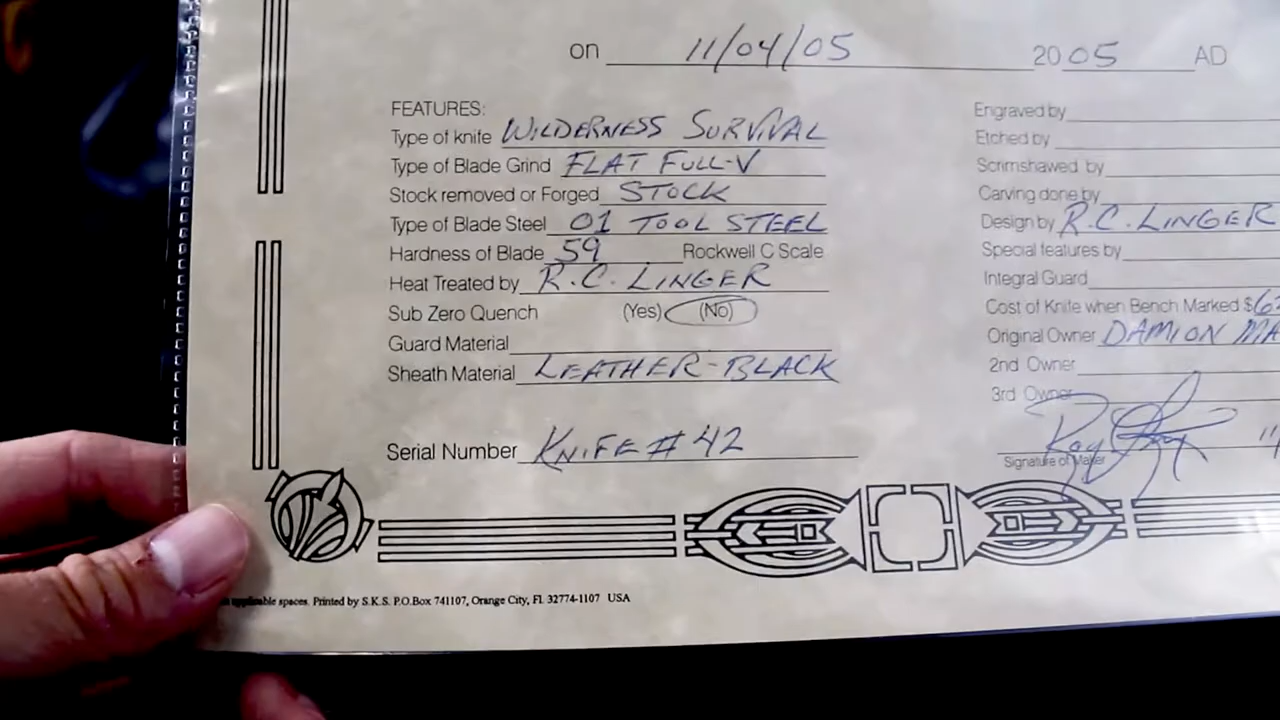 on 11/04/05 2005 AD
FEATURES:
Type of knife WILDERNESS SURVIVAL
Type of Blade Grind FLAT FULL-V
Stock removed or Forged STOCK
Type of Blade Steel 01 TOOL STEEL
Hardness of Blade 59 Rockwell C Scale
Heat Treated by R.C. LINGER
Sub Zero Quench (Yes) (No)
Guard Material
Sheath Material LEATHER-BLACK
Serial Number KNIFE # 42
Engraved by
Etched by
Scrimshawed by
Carving done by
Design by R.C. LINGER
Special features by
Integral Guard
Cost of Knife when Bench Marked $
Original Owner DAMION
2nd Owner
3rd Owner
Signature of Maker
applicable spaces. Printed by S.K.S. P.O.Box 741107, Orange City, Fl. 32774-1107 USA